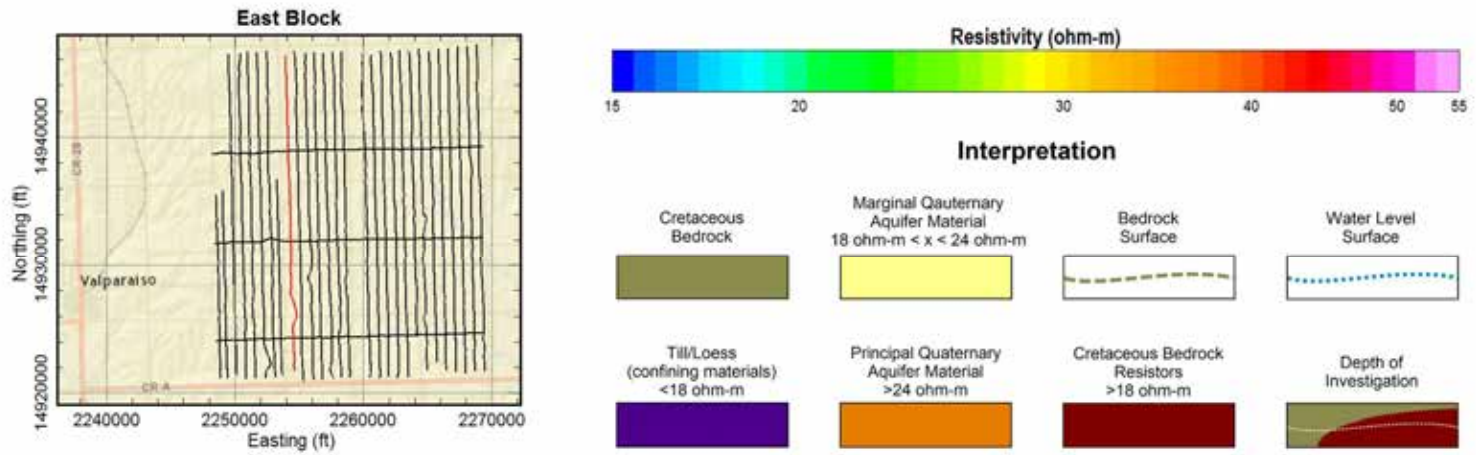 East Block
Northing (ft)
14940000
14930000
14920000
CR-29
Valparaiso
CR A
2240000 2250000 2260000 2270000
Easting (ft)
Resistivity (ohm-m)
15 20 30 40 50 55
Interpretation
Cretaceous
Bedrock
Marginal Qauternary
Aquifer Material
18 ohm-m < x < 24 ohm-m
Bedrock
Surface
Water Level
Surface
Till/Loess
(confining materials)
<18 ohm-m
Principal Quaternary
Aquifer Material
>24 ohm-m
Cretaceous Bedrock
Resistors
>18 ohm-m
Depth of
Investigation